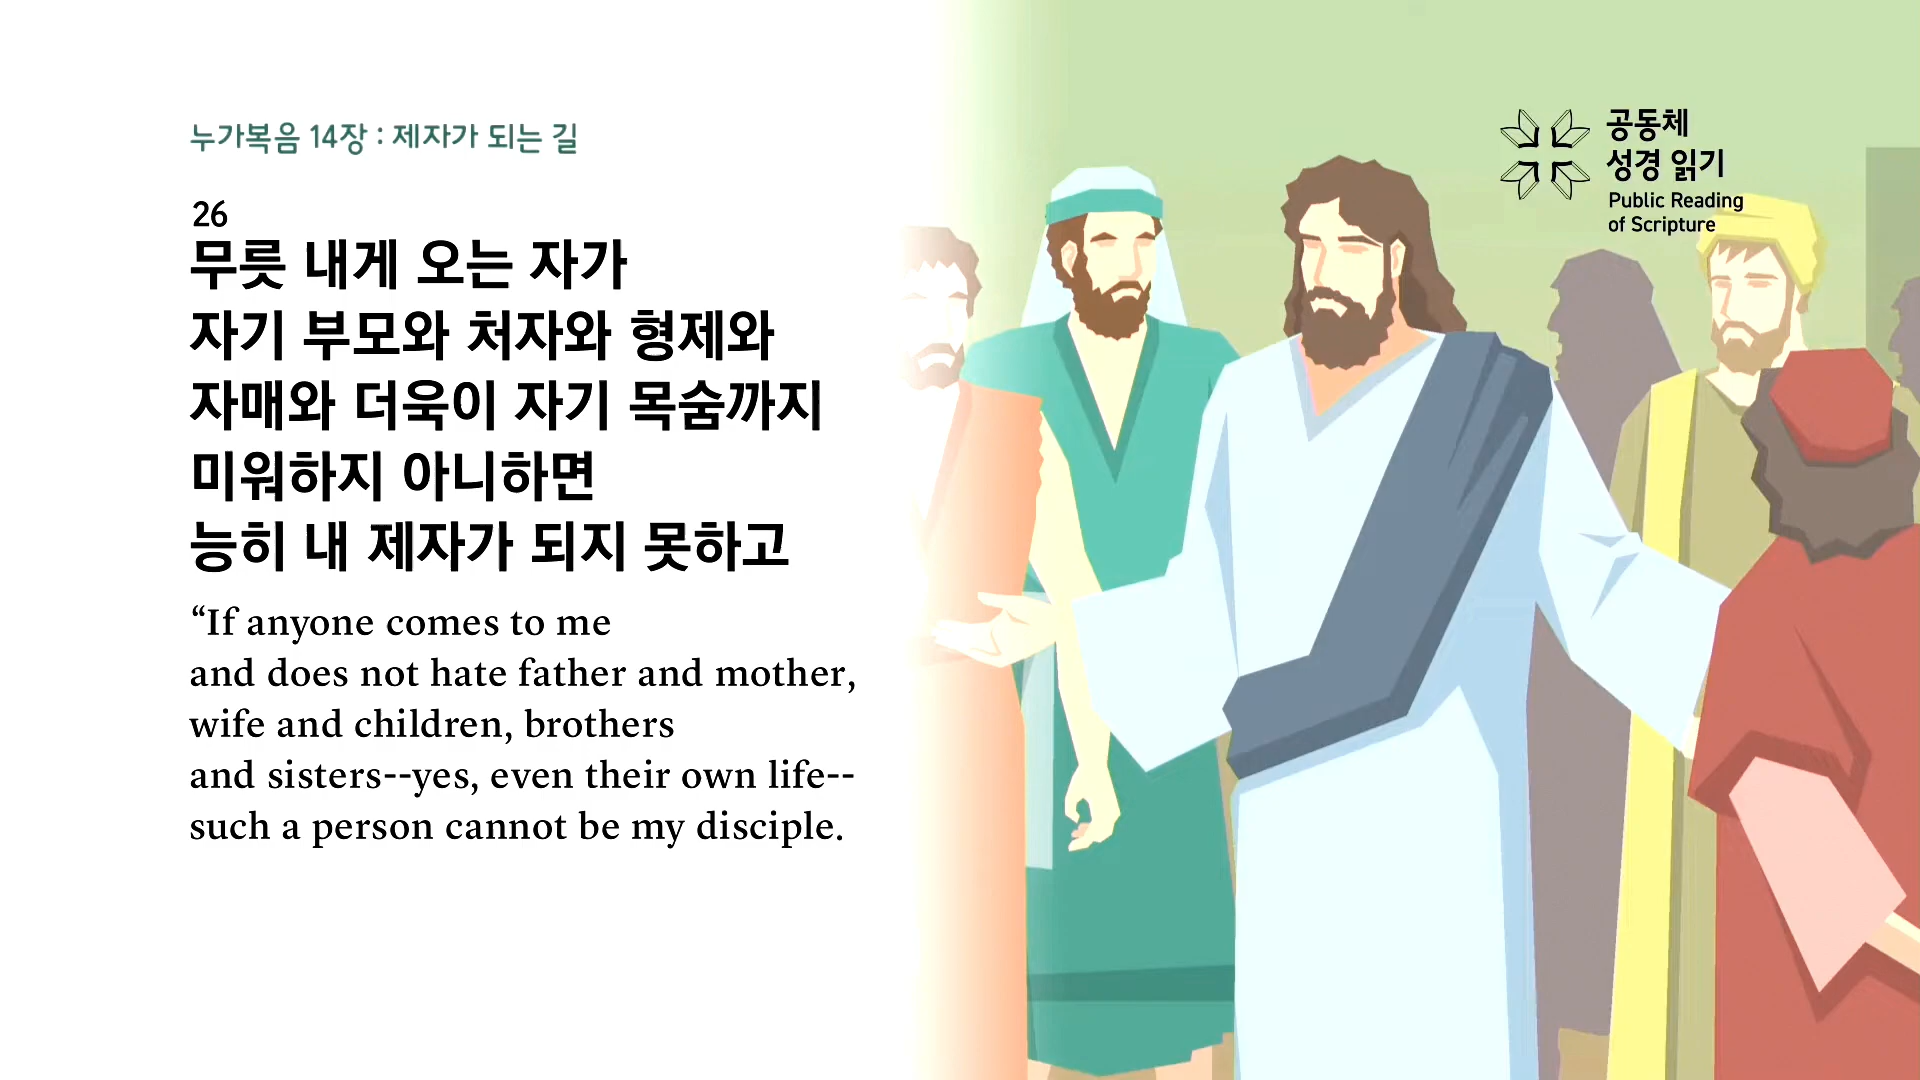 누가복음 14장 : 제자가 되는 길
26
무릇 내게 오는 자가
자기 부모와 처자와 형제와
자매와 더욱이 자기 목숨까지
미워하지 아니하면
능히 내 제자가 되지 못하고
“If anyone comes to me
and does not hate father and mother,
wife and children, brothers
and sisters--yes, even their own life--
such a person cannot be my disciple.
공동체
성경 읽기
Public Reading
of Scripture